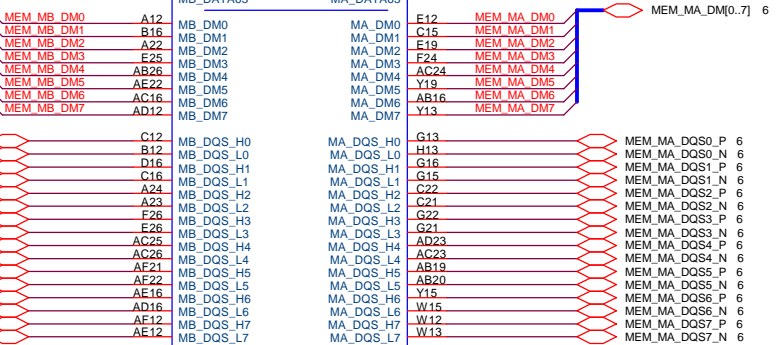 MB_DATA63 MA_DATA63
MEM_MB_DM0 A12 MB_DM0 MA_DM0 E12 MEM_MA_DM0 MEM_MA_DM[0..7] 6
MEM_MB_DM1 B16 MB_DM1 MA_DM1 C15 MEM_MA_DM1
MEM_MB_DM2 A22 MB_DM2 MA_DM2 E19 MEM_MA_DM2
MEM_MB_DM3 E25 MB_DM3 MA_DM3 F24 MEM_MA_DM3
MEM_MB_DM4 AB26 MB_DM4 MA_DM4 AC24 MEM_MA_DM4
MEM_MB_DM5 AE22 MB_DM5 MA_DM5 Y19 MEM_MA_DM5
MEM_MB_DM6 AC16 MB_DM6 MA_DM6 AB16 MEM_MA_DM6
MEM_MB_DM7 AD12 MB_DM7 MA_DM7 Y13 MEM_MA_DM7
C12 MB_DQS_H0 MA_DQS_H0 G13 MEM_MA_DQS0_P 6
B12 MB_DQS_L0 MA_DQS_L0 H13 MEM_MA_DQS0_N 6
D16 MB_DQS_H1 MA_DQS_H1 G16 MEM_MA_DQS1_P 6
C16 MB_DQS_L1 MA_DQS_L1 G15 MEM_MA_DQS1_N 6
A24 MB_DQS_H2 MA_DQS_H2 C22 MEM_MA_DQS2_P 6
A23 MB_DQS_L2 MA_DQS_L2 C21 MEM_MA_DQS2_N 6
F26 MB_DQS_H3 MA_DQS_H3 G22 MEM_MA_DQS3_P 6
E26 MB_DQS_L3 MA_DQS_L3 G21 MEM_MA_DQS3_N 6
AC25 MB_DQS_H4 MA_DQS_H4 AD23 MEM_MA_DQS4_P 6
AC26 MB_DQS_L4 MA_DQS_L4 AC23 MEM_MA_DQS4_N 6
AF21 MB_DQS_H5 MA_DQS_H5 AB19 MEM_MA_DQS5_P 6
AF22 MB_DQS_L5 MA_DQS_L5 AB20 MEM_MA_DQS5_N 6
AE16 MB_DQS_H6 MA_DQS_H6 Y15 MEM_MA_DQS6_P 6
AD16 MB_DQS_L6 MA_DQS_L6 W15 MEM_MA_DQS6_N 6
AF12 MB_DQS_H7 MA_DQS_H7 W12 MEM_MA_DQS7_P 6
AE12 MB_DQS_L7 MA_DQS_L7 W13 MEM_MA_DQS7_N 6